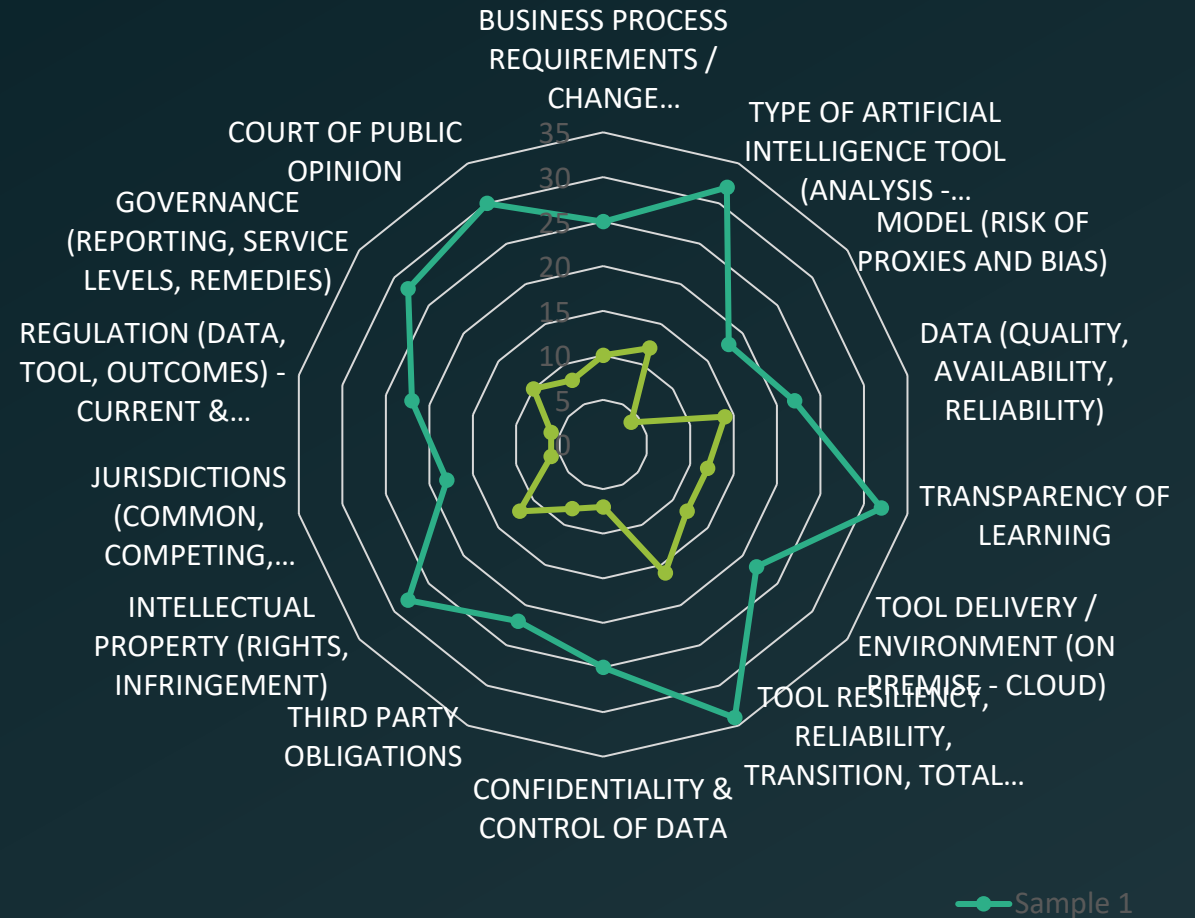 BUSINESS PROCESS
REQUIREMENTS /
CHANGE...
TYPE OF ARTIFICIAL
INTELLIGENCE TOOL
(ANALYSIS -...
MODEL (RISK OF
PROXIES AND BIAS)
DATA (QUALITY,
AVAILABILITY,
RELIABILITY)
TRANSPARENCY OF
LEARNING
TOOL DELIVERY /
ENVIRONMENT (ON
PREMISE - CLOUD)
TOOL RESILIENCY,
RELIABILITY,
TRANSITION, TOTAL...
CONFIDENTIALITY &
CONTROL OF DATA
THIRD PARTY
OBLIGATIONS
INTELLECTUAL
PROPERTY (RIGHTS,
INFRINGEMENT)
JURISDICTIONS
(COMMON,
COMPETING,...
REGULATION (DATA,
TOOL, OUTCOMES) -
CURRENT &...
GOVERNANCE
(REPORTING, SERVICE
LEVELS, REMEDIES)
COURT OF PUBLIC
OPINION
35
30
25
20
15
10
5
0
Sample 1